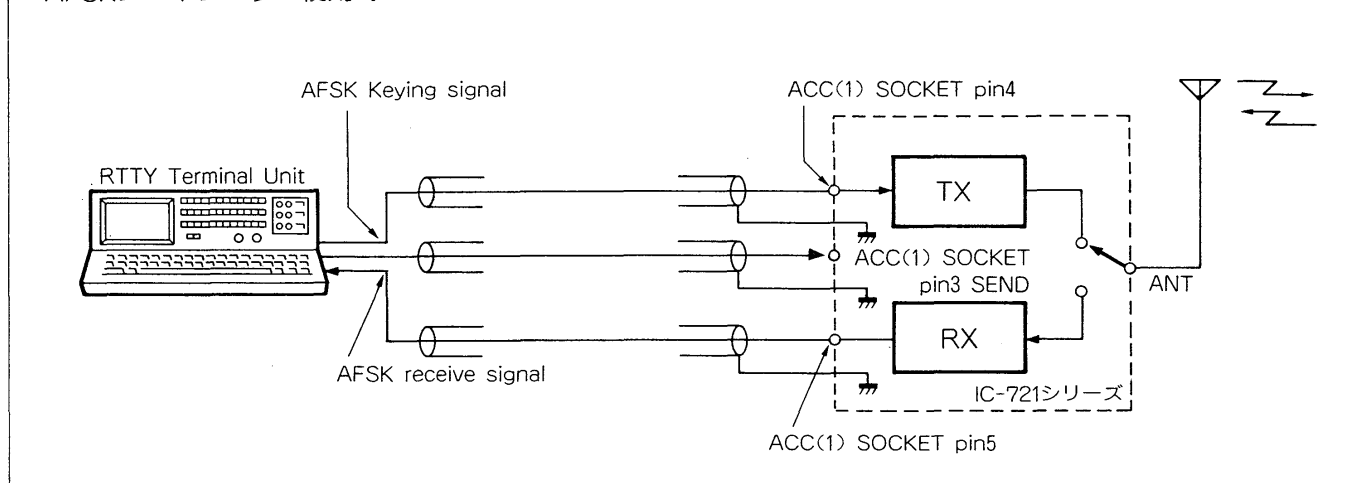 AFSK Keying signal
ACC(1) SOCKET pin4
RTTY Terminal Unit
TX
ACC(1) SOCKET
pin3 SEND
ANT
RX
AFSK receive signal
IC-721シリーズ
ACC(1) SOCKET pin5